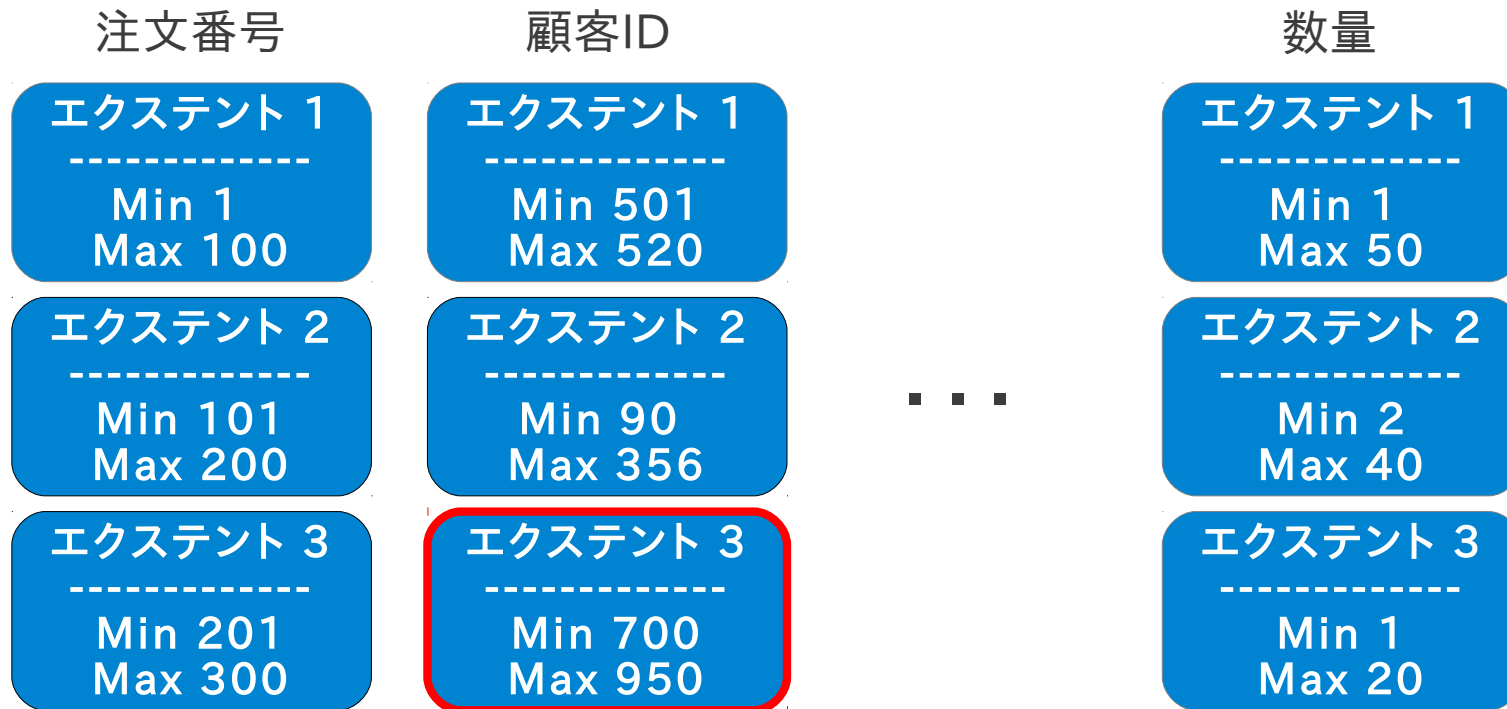 注文番号
顧客ID
数量
エクステント 1
-------------
Min 1
Max 100
エクステント 1
-------------
Min 501
Max 520
エクステント 1
-------------
Min 1
Max 50
エクステント 2
-------------
Min 101
Max 200
エクステント 2
-------------
Min 90
Max 356
...
エクステント 2
-------------
Min 2
Max 40
エクステント 3
-------------
Min 201
Max 300
エクステント 3
-------------
Min 700
Max 950
エクステント 3
-------------
Min 1
Max 20